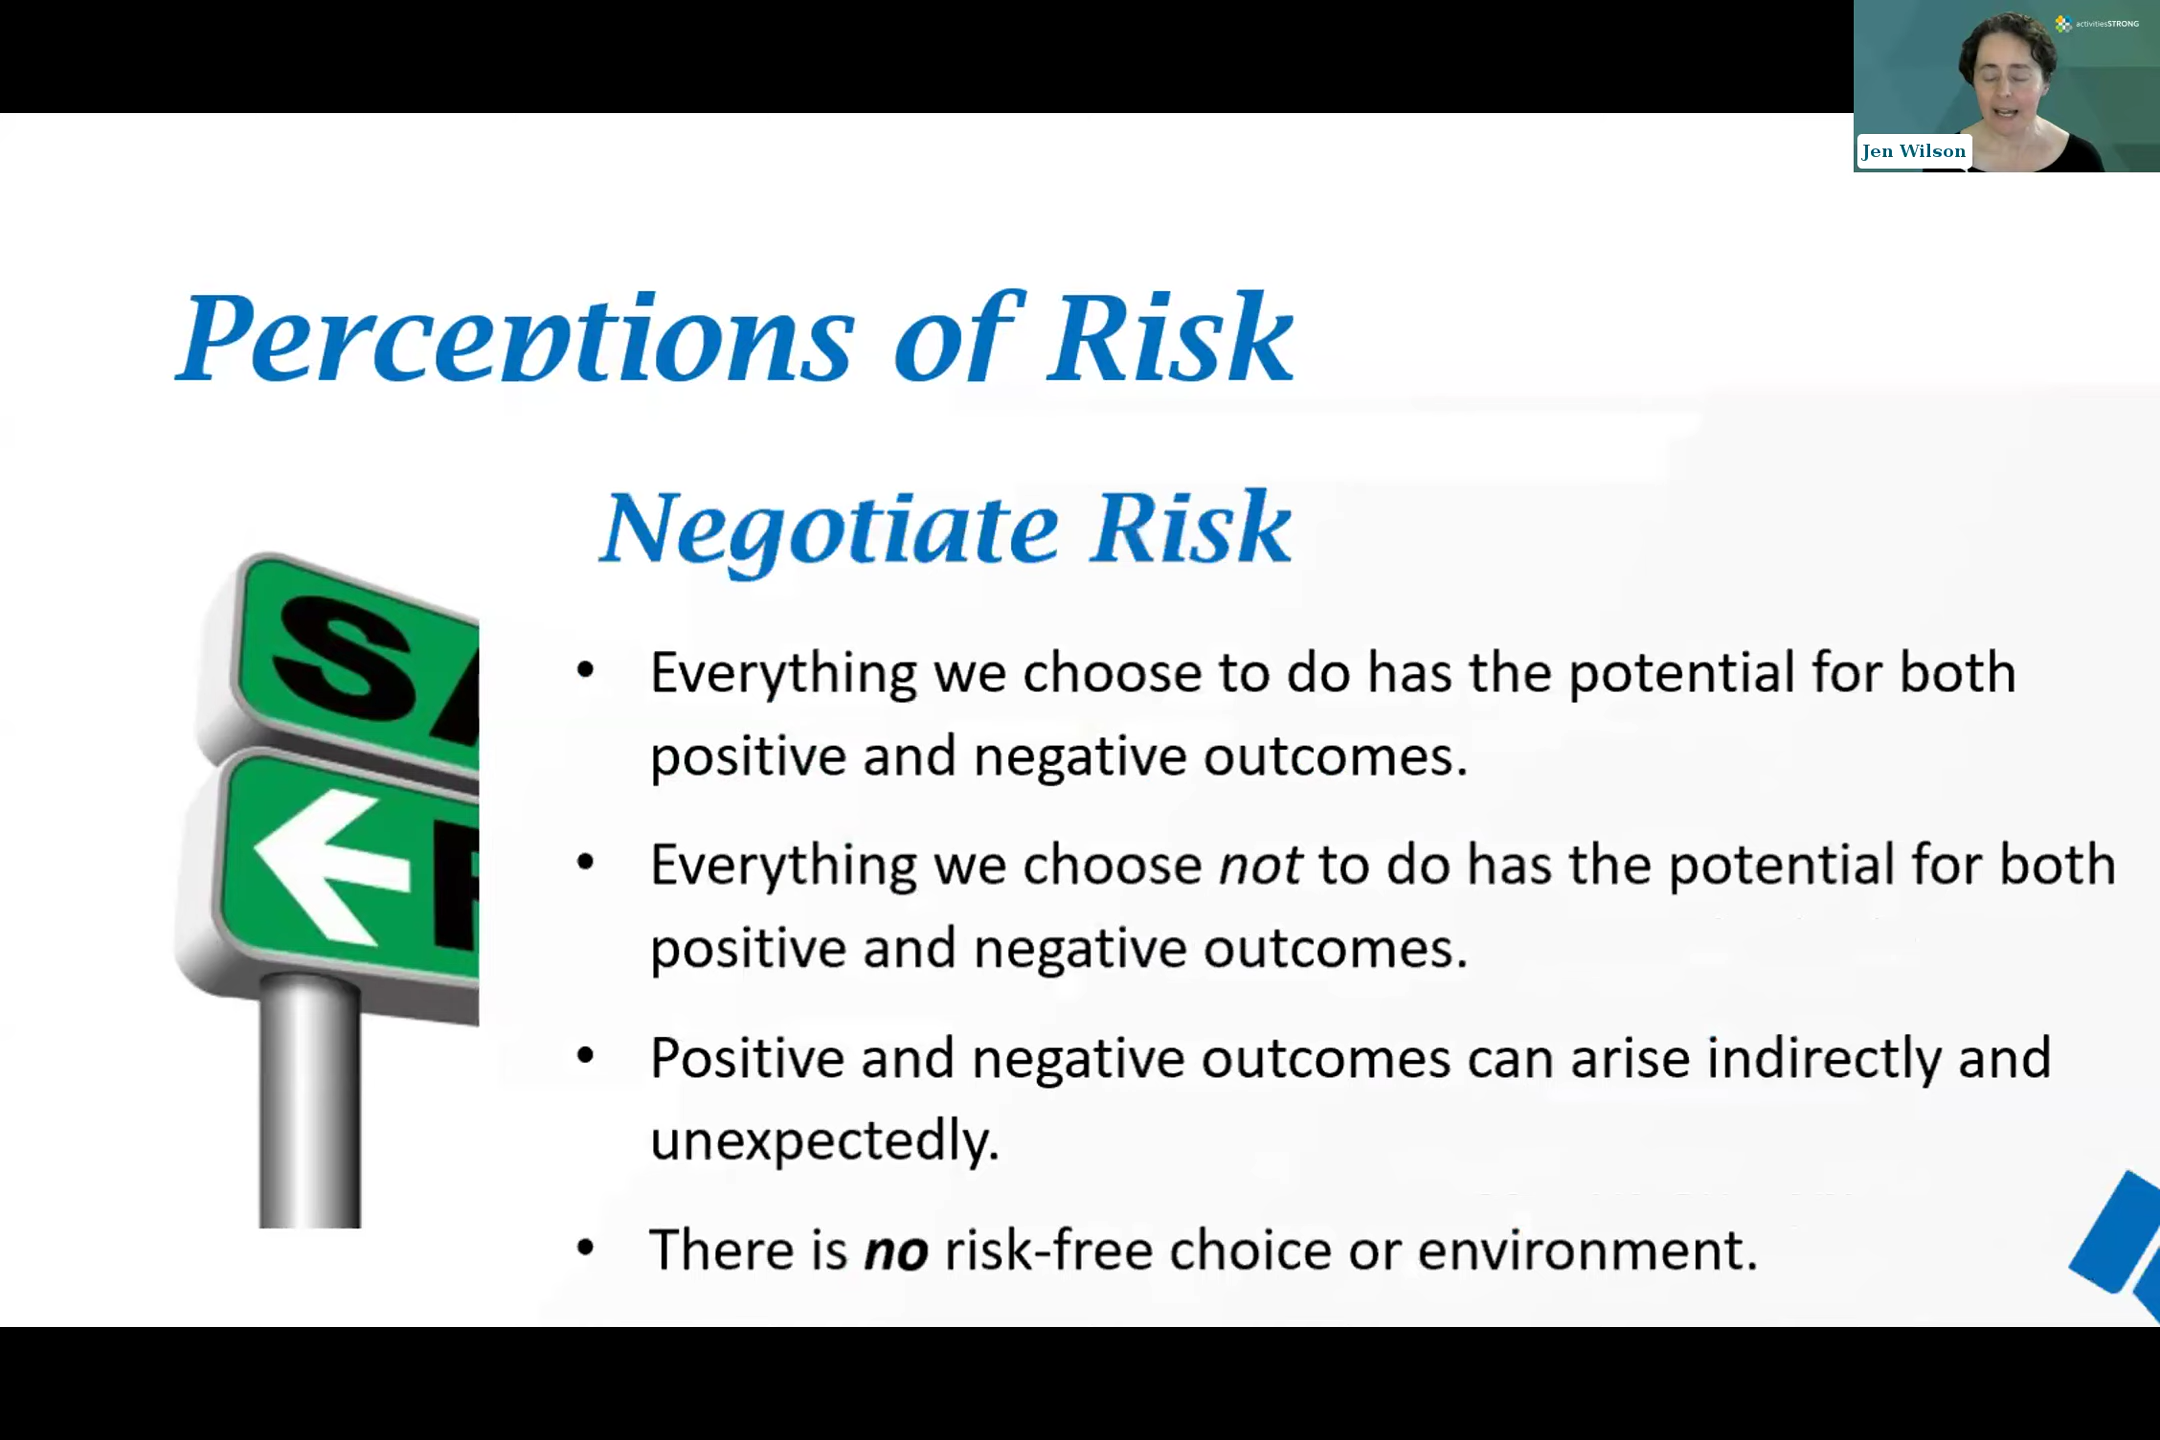 activitiesSTRONG
Jen Wilson
Perceptions of Risk
Negotiate Risk
• Everything we choose to do has the potential for both
positive and negative outcomes.
• Everything we choose not to do has the potential for both
positive and negative outcomes.
• Positive and negative outcomes can arise indirectly and
unexpectedly.
• There is no risk-free choice or environment.